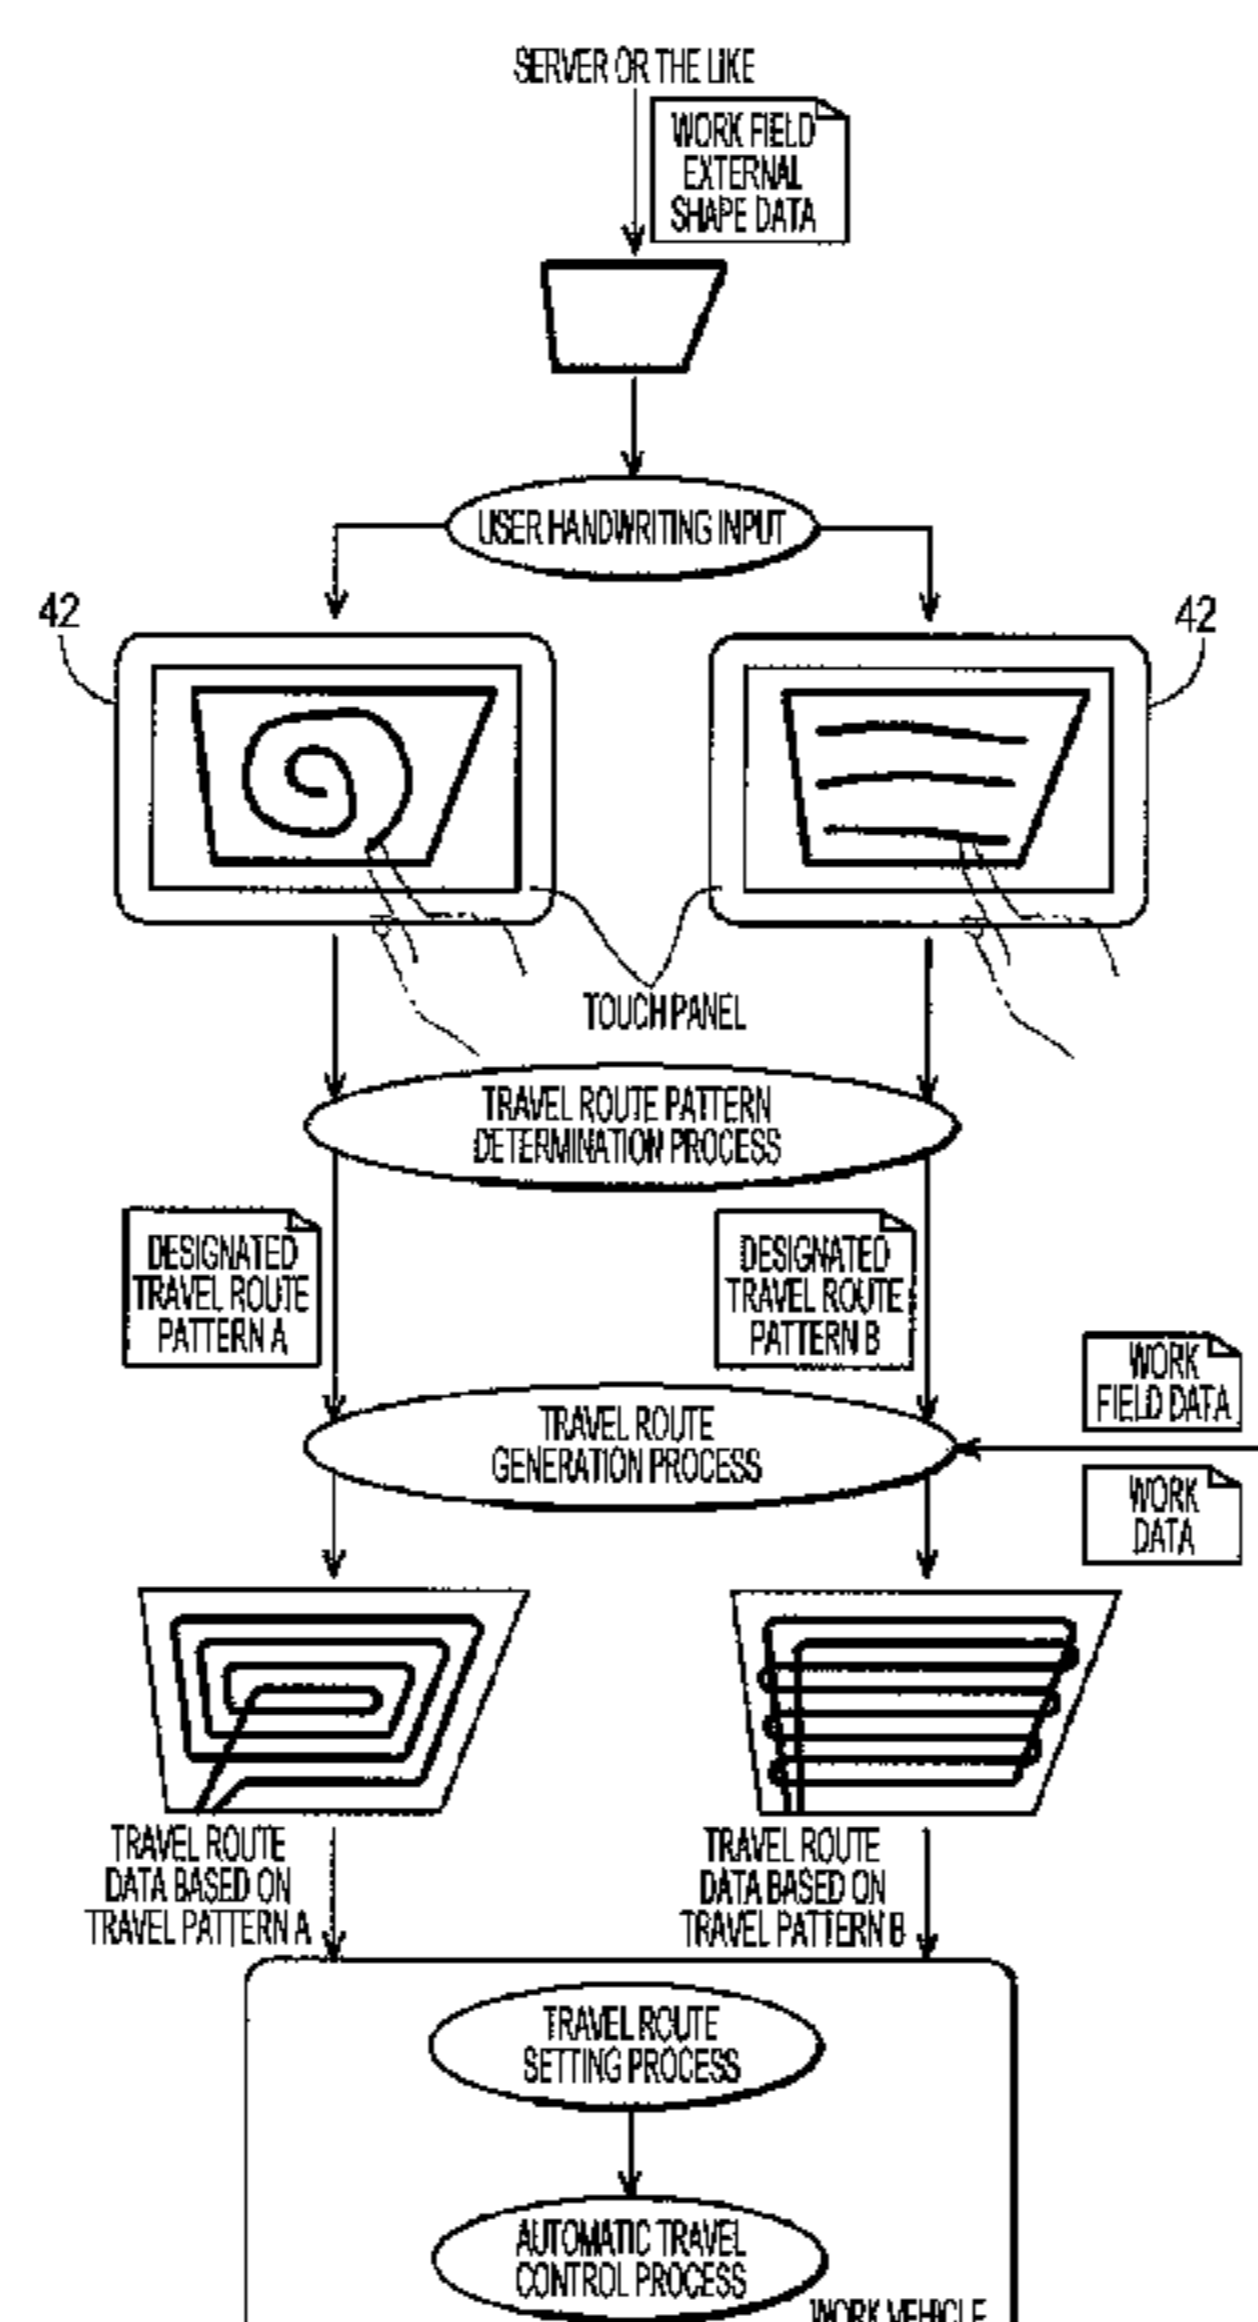 SERVER OR THE LIKE
WORK FIELD
EXTERNAL
SHAPE DATA
USER HANDWRITING INPUT
42
42
TOUCH PANEL
TRAVEL ROUTE PATTERN
DETERMINATION PROCESS
DESIGNATED
TRAVEL ROUTE
PATTERN A
DESIGNATED
TRAVEL ROUTE
PATTERN B
WORK
FIELD DATA
TRAVEL ROUTE
GENERATION PROCESS
WORK
DATA
TRAVEL ROUTE
DATA BASED ON
TRAVEL PATTERN A
TRAVEL ROUTE
DATA BASED ON
TRAVEL PATTERN B
TRAVEL ROUTE
SETTING PROCESS
AUTOMATIC TRAVEL
CONTROL PROCESS
WORK VEHICLE